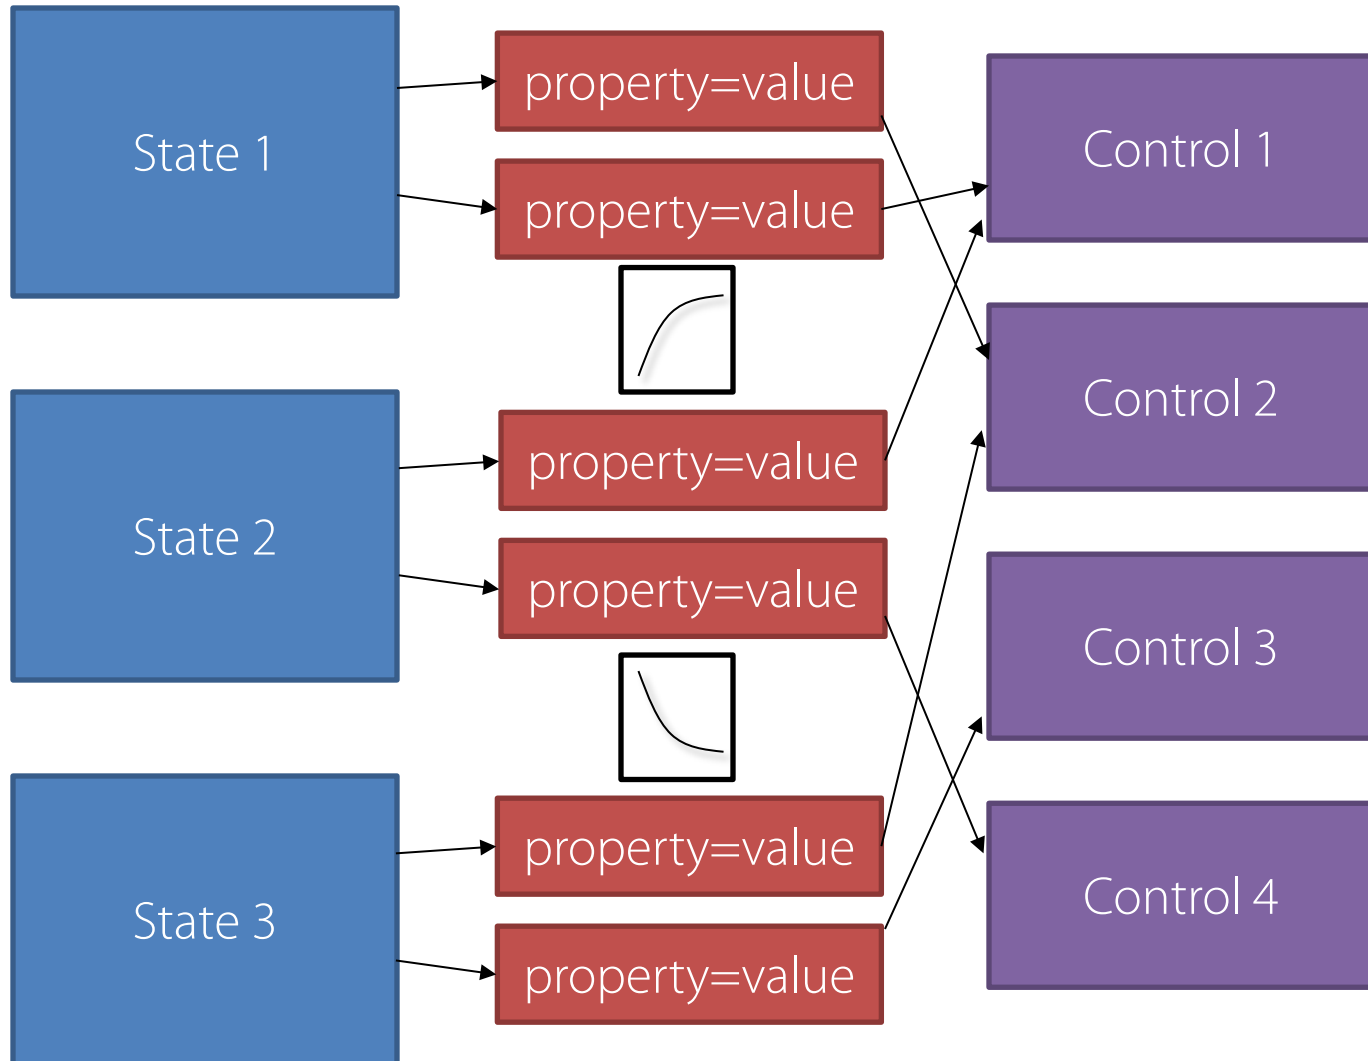 State 1
property=value
property=value
Control 1
Control 2
State 2
property=value
property=value
Control 3
State 3
property=value
property=value
Control 4